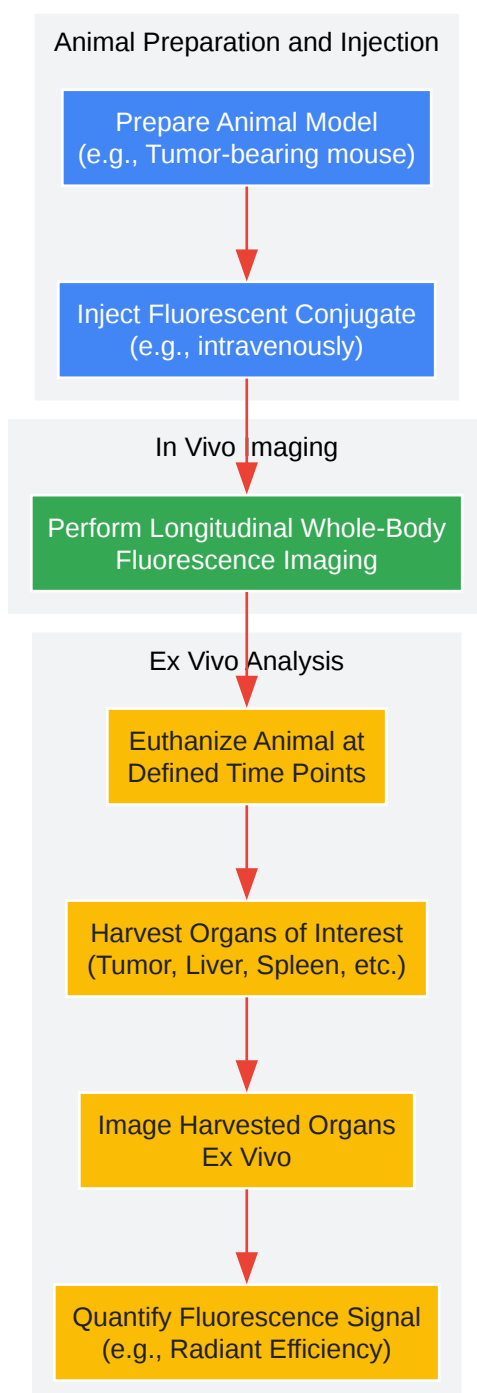 Animal Preparation and Injection
Prepare Animal Model
(e.g., Tumor-bearing mouse)
Inject Fluorescent Conjugate
(e.g., intravenously)
In Vivo Imaging
Perform Longitudinal Whole-Body
Fluorescence Imaging
Ex Vivo Analysis
Euthanize Animal at
Defined Time Points
Harvest Organs of Interest
(Tumor, Liver, Spleen, etc.)
Image Harvested Organs
Ex Vivo
Quantify Fluorescence Signal
(e.g., Radiant Efficiency)